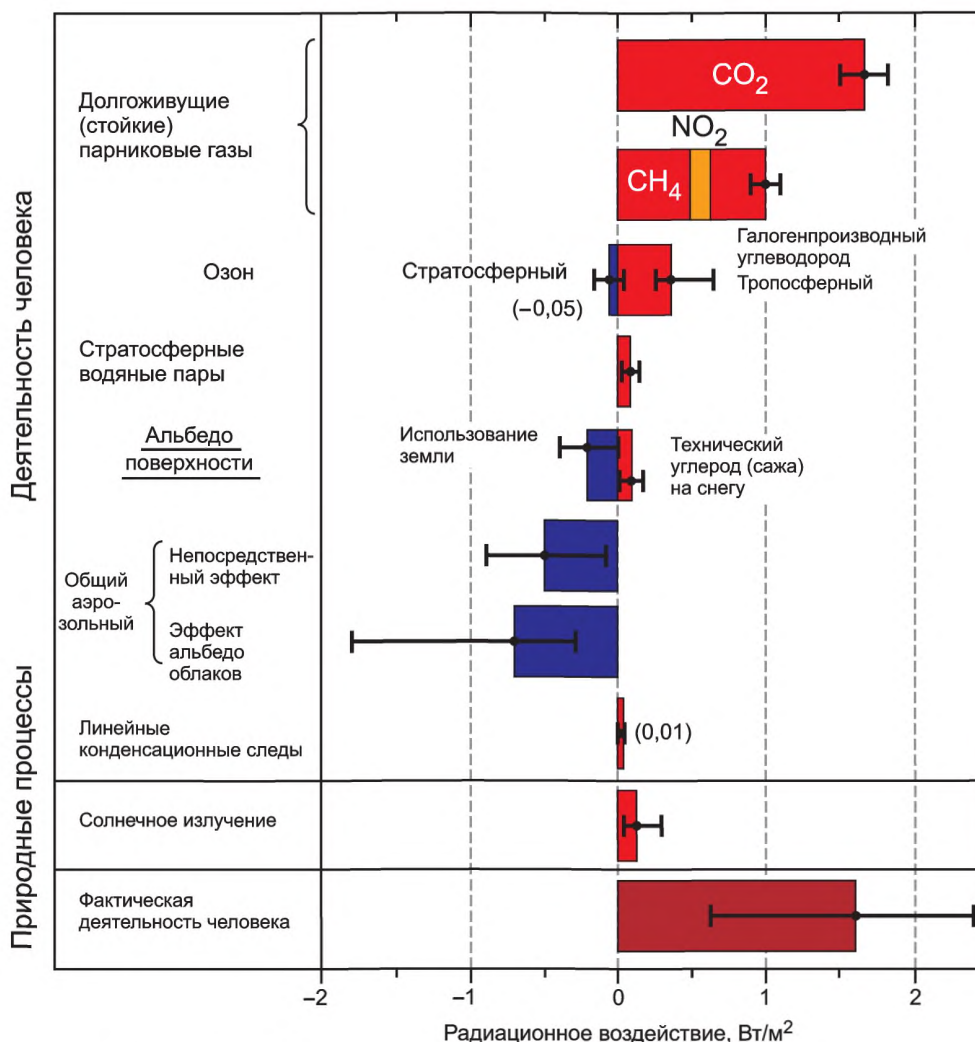 Деятельность человека
Природные процессы
Долгоживущие
(стойкие)
парниковые газы
CO₂
NO₂
CH₄
Галогенпроизводный
углеводород
Озон
Стратосферный
(−0,05)
Тропосферный
Стратосферные
водяные пары
Альбедо
поверхности
Использование
земли
Технический
углерод (сажа)
на снегу
Общий
аэро-
зольный
Непосредствен-
ный эффект
Эффект
альбедо
облаков
Линейные
конденсационные следы
(0,01)
Солнечное излучение
Фактическая
деятельность человека
−2 −1 0 1 2
Радиационное воздействие, Вт/м²